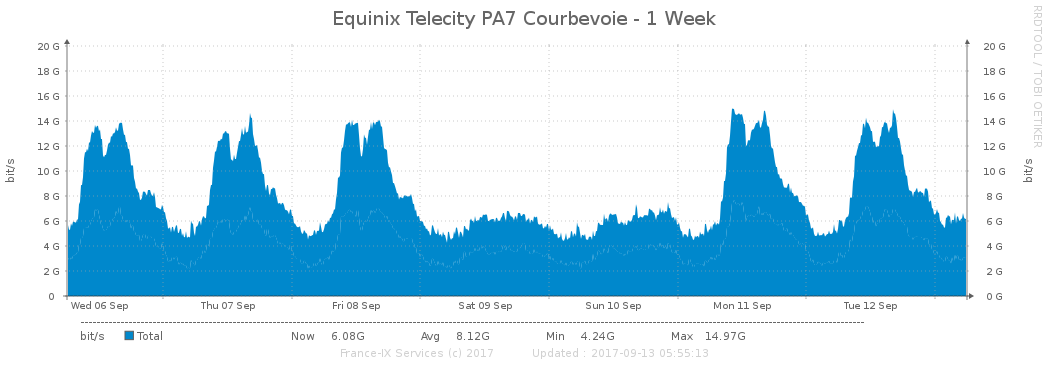 Equinix Telecity PA7 Courbevoie - 1 Week
RRDTOOL / TOBI OETIKER
bit/s
20 G 20 G
18 G 18 G
16 G 16 G
14 G 14 G
12 G 12 G
10 G 10 G
8 G 8 G
6 G 6 G
4 G 4 G
2 G 2 G
0 0 G
bit/s
Wed 06 Sep Thu 07 Sep Fri 08 Sep Sat 09 Sep Sun 10 Sep Mon 11 Sep Tue 12 Sep
bit/s Total Now 6.08G Avg 8.12G Min 4.24G Max 14.97G
France-IX Services (c) 2017 Updated : 2017-09-13 05:55:13